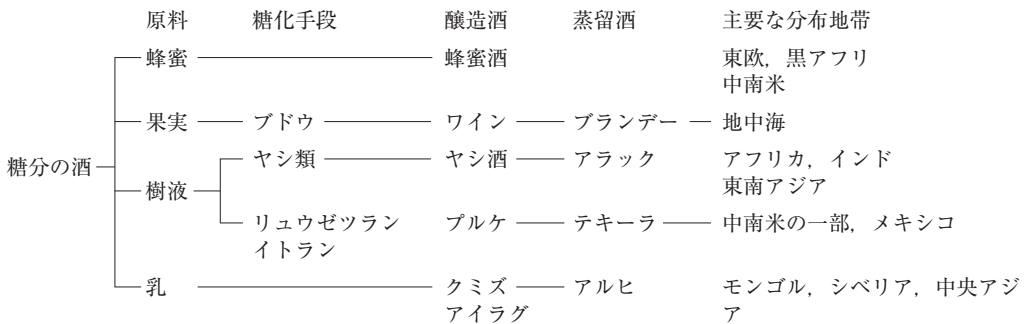 原料 糖化手段 醸造酒 蒸留酒 主要な分布地帯
蜂蜜 蜂蜜酒 東欧，黒アフリ
中南米
果実 ブドウ ワイン ブランデー 地中海
ヤシ類 ヤシ酒 アラック アフリカ，インド
糖分の酒
東南アジア
樹液
リュウゼツラン プルケ テキーラ 中南米の一部，メキシコ
イトラン
乳 クミズ アルヒ モンゴル，シベリア，中央アジ
アイラグ ア